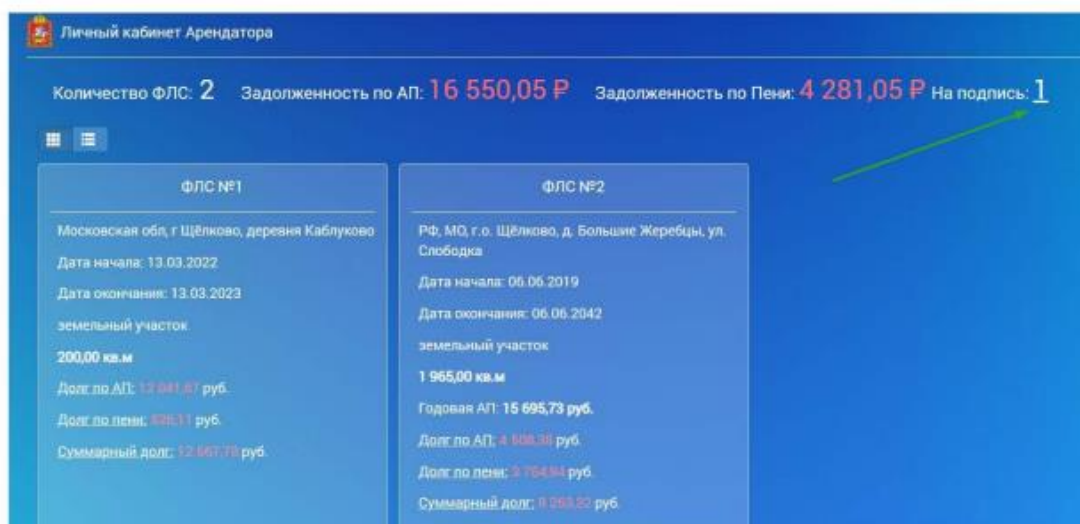 Личный кабинет Арендатора
Количество ФЛС: 2 Задолженность по АП: 16 550,05 ₽ Задолженность по Пени: 4 281,05 ₽ На подпись: 1
ФЛС №1
Московская обл, г Щёлково, деревня Каблуково
Дата начала: 13.03.2022
Дата окончания: 13.03.2023
земельный участок
200,00 кв.м
Долг по АП: руб.
Долг по пени: руб.
Суммарный долг: руб.
ФЛС №2
РФ, МО, г.о. Щёлково, д. Большие Жеребцы, ул.
Слободка
Дата начала: 06.06.2019
Дата окончания: 06.06.2042
земельный участок
1 965,00 кв.м
Годовая АП: 15 695,73 руб.
Долг по АП: руб.
Долг по пени: руб.
Суммарный долг: руб.